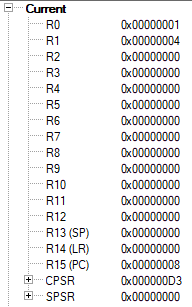 Current
R0 0x00000001
R1 0x00000004
R2 0x00000000
R3 0x00000000
R4 0x00000000
R5 0x00000000
R6 0x00000000
R7 0x00000000
R8 0x00000000
R9 0x00000000
R10 0x00000000
R11 0x00000000
R12 0x00000000
R13 (SP) 0x00000000
R14 (LR) 0x00000000
R15 (PC) 0x00000008
CPSR 0x000000D3
SPSR 0x00000000